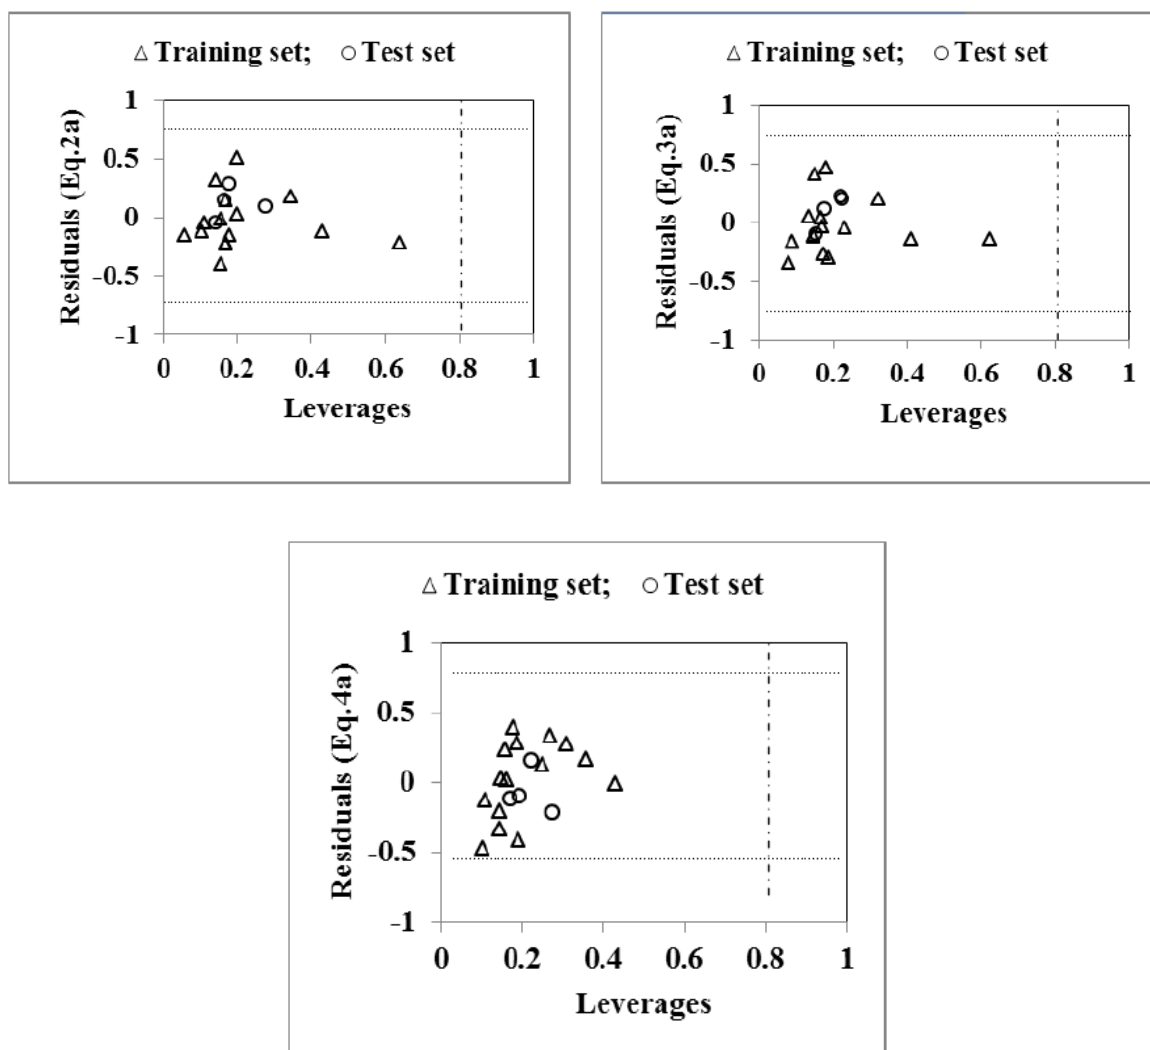 Training set; Test set
Residuals (Eq.2a)
1
0.5
0
-0.5
-1
0 0.2 0.4 0.6 0.8 1
Leverages
Training set; Test set
Residuals (Eq.3a)
1
0.5
0
-0.5
-1
0 0.2 0.4 0.6 0.8 1
Leverages
Training set; Test set
Residuals (Eq.4a)
1
0.5
0
-0.5
-1
0 0.2 0.4 0.6 0.8 1
Leverages